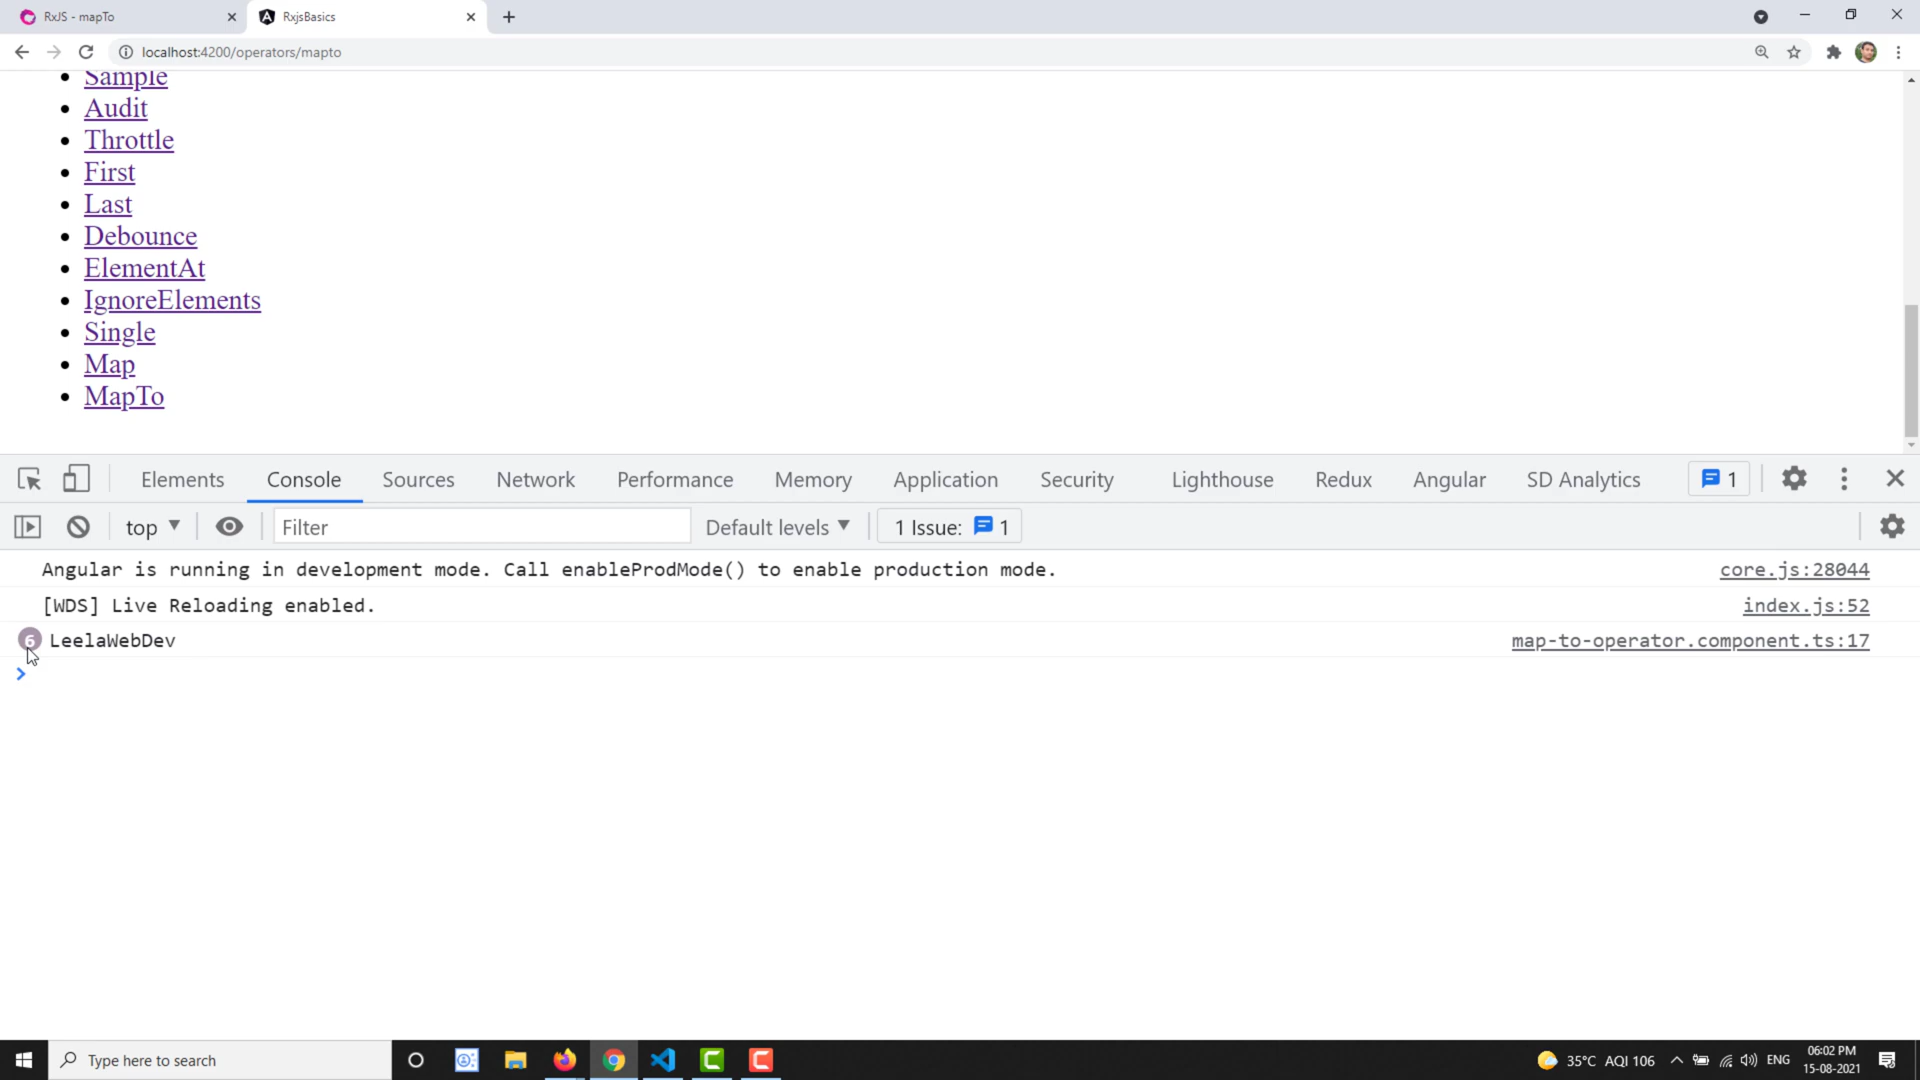 RxJS - mapTo
RxjsBasics
localhost:4200/operators/mapto
Sample
Audit
Throttle
First
Last
Debounce
ElementAt
IgnoreElements
Single
Map
MapTo
Elements Console Sources Network Performance Memory Application Security Lighthouse Redux Angular SD Analytics 1
top Filter Default levels 1 Issue: 1
Angular is running in development mode. Call enableProdMode() to enable production mode. core.js:28044
[WDS] Live Reloading enabled. index.js:52
6 LeelaWebDev map-to-operator.component.ts:17
Type here to search
35°C AQI 106 ENG
06:02 PM
15-08-2021